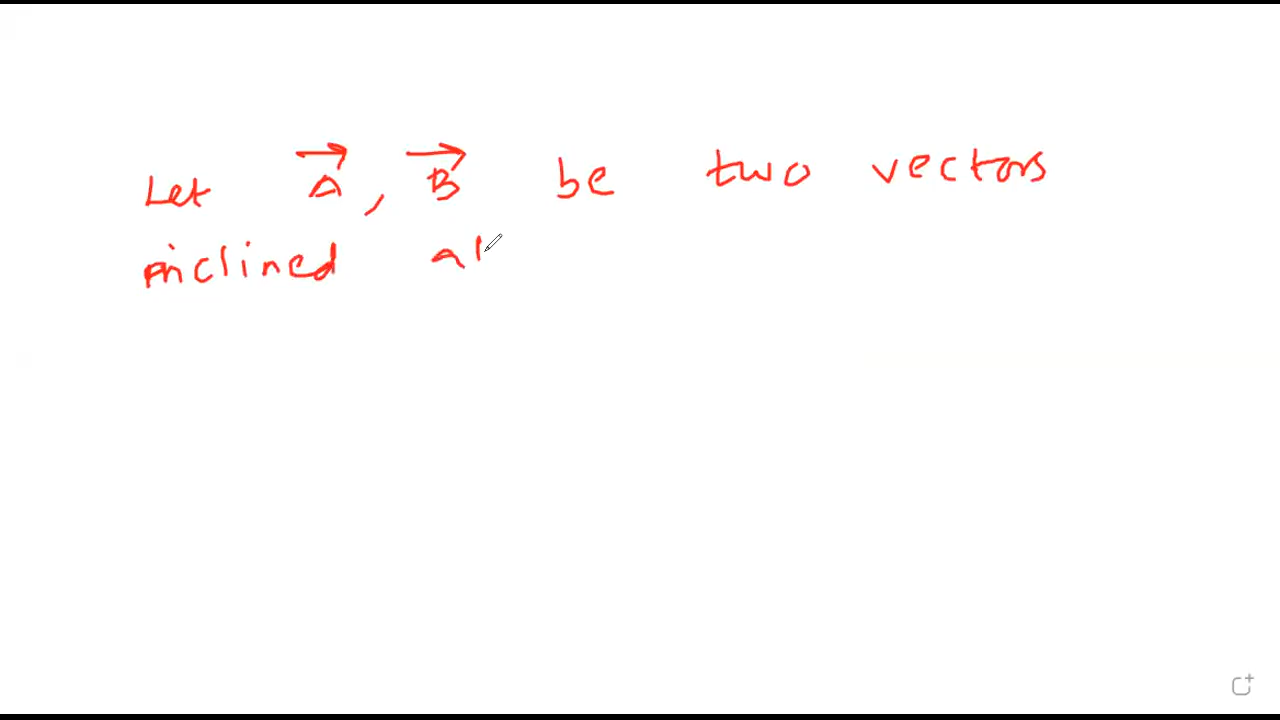 Let A⃗, B⃗ be two vectors
inclined